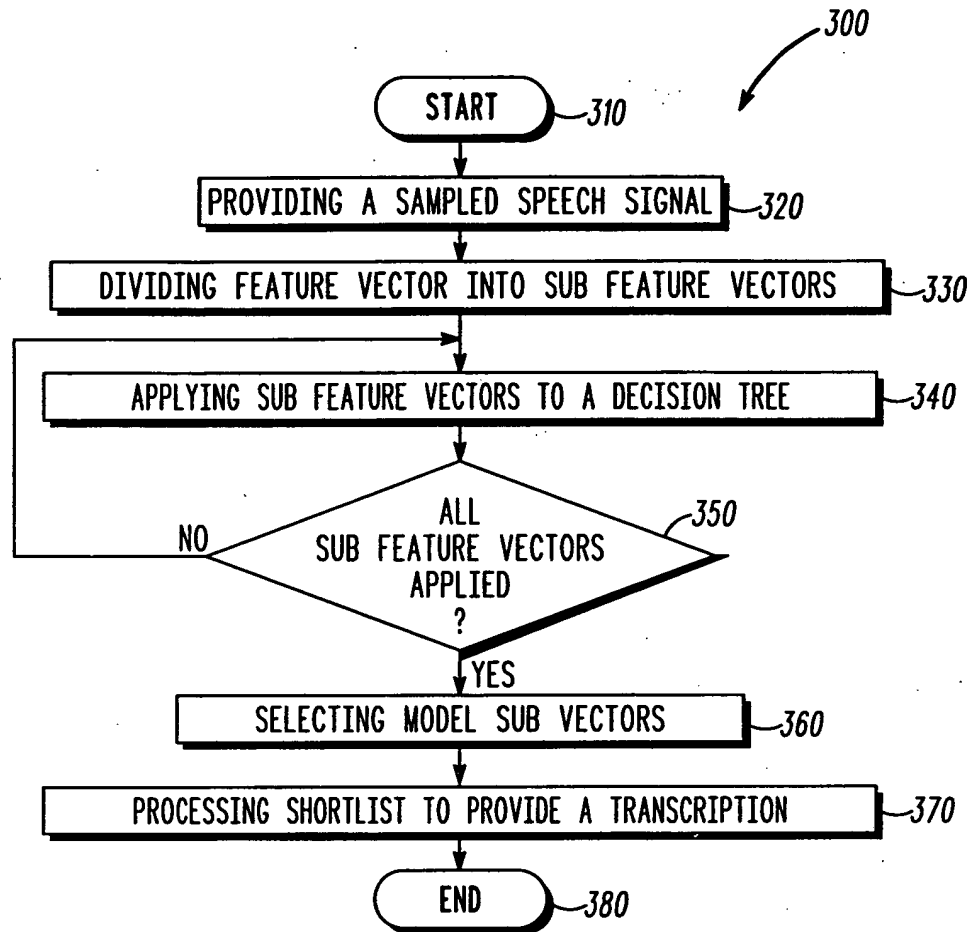 300
START
310
PROVIDING A SAMPLED SPEECH SIGNAL
320
DIVIDING FEATURE VECTOR INTO SUB FEATURE VECTORS
330
APPLYING SUB FEATURE VECTORS TO A DECISION TREE
340
ALL
SUB FEATURE VECTORS
APPLIED
?
350
NO
YES
SELECTING MODEL SUB VECTORS
360
PROCESSING SHORTLIST TO PROVIDE A TRANSCRIPTION
370
END
380